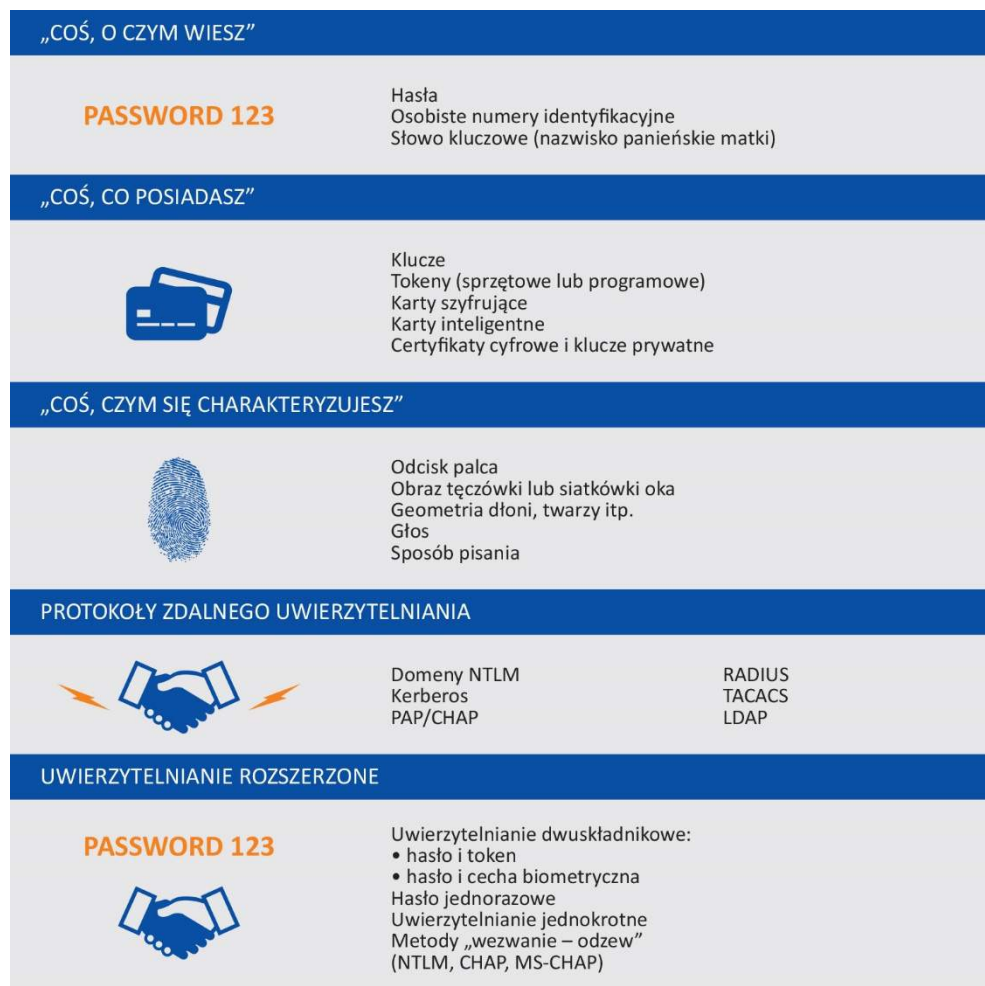 „COŚ, O CZYM WIESZ”
PASSWORD 123
Hasła
Osobiste numery identyfikacyjne
Słowo kluczowe (nazwisko panieńskie matki)
„COŚ, CO POSIADASZ”
Klucze
Tokeny (sprzętowe lub programowe)
Karty szyfrujące
Karty inteligentne
Certyfikaty cyfrowe i klucze prywatne
„COŚ, CZYM SIĘ CHARAKTERYZUJESZ”
Odcisk palca
Obraz tęczówki lub siatkówki oka
Geometria dłoni, twarzy itp.
Głos
Sposób pisania
PROTOKOŁY ZDALNEGO UWIERZYTELNIANIA
Domeny NTLM
Kerberos
PAP/CHAP
RADIUS
TACACS
LDAP
UWIERZYTELNIANIE ROZSZERZONE
PASSWORD 123
Uwierzytelnianie dwuskładnikowe:
• hasło i token
• hasło i cecha biometryczna
Hasło jednorazowe
Uwierzytelnianie jednokrotne
Metody „wezwanie – odzew”
(NTLM, CHAP, MS-CHAP)